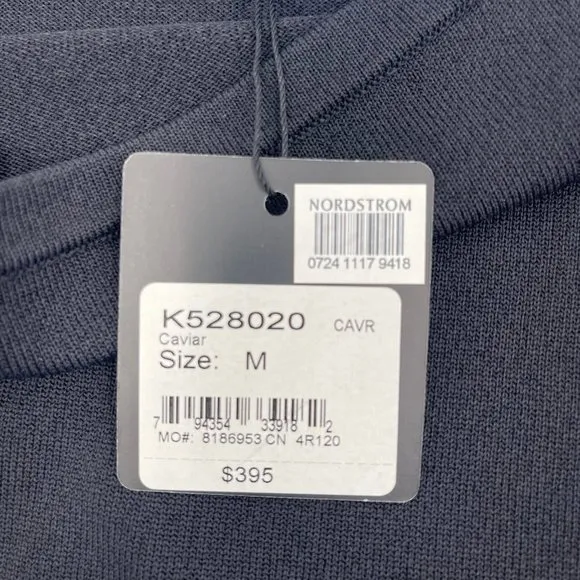 NORDSTROM
0724 1117 9418
K528020 CAVR
Caviar
Size: M
7 94354 33918 2
MO#: 8186953 CN 4R120
$395